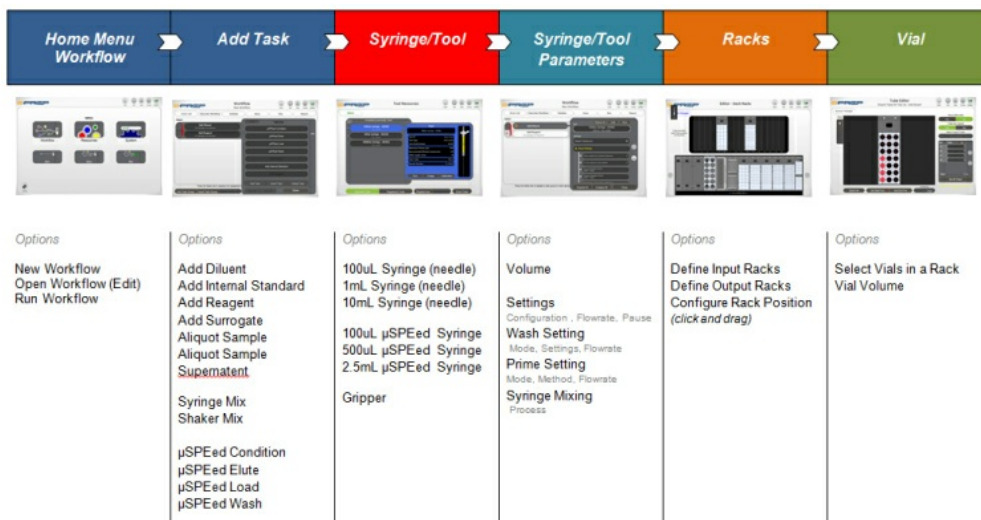 Home Menu
Workflow
Add Task
Syringe/Tool
Syringe/Tool
Parameters
Racks
Vial
Options
New Workflow
Open Workflow (Edit)
Run Workflow
Options
Add Diluent
Add Internal Standard
Add Reagent
Add Surrogate
Aliquot Sample
Aliquot Sample
Supernatent
Syringe Mix
Shaker Mix
µSPEed Condition
µSPEed Elute
µSPEed Load
µSPEed Wash
Options
100uL Syringe (needle)
1mL Syringe (needle)
10mL Syringe (needle)
100uL µSPEed Syringe
500uL µSPEed Syringe
2.5mL µSPEed Syringe
Gripper
Options
Volume
Settings
Configuration , Flowrate, Pause
Wash Setting
Mode, Settings, Flowrate
Prime Setting
Mode, Method, Flowrate
Syringe Mixing
Process
Options
Define Input Racks
Define Output Racks
Configure Rack Position
(click and drag)
Options
Select Vials in a Rack
Vial Volume